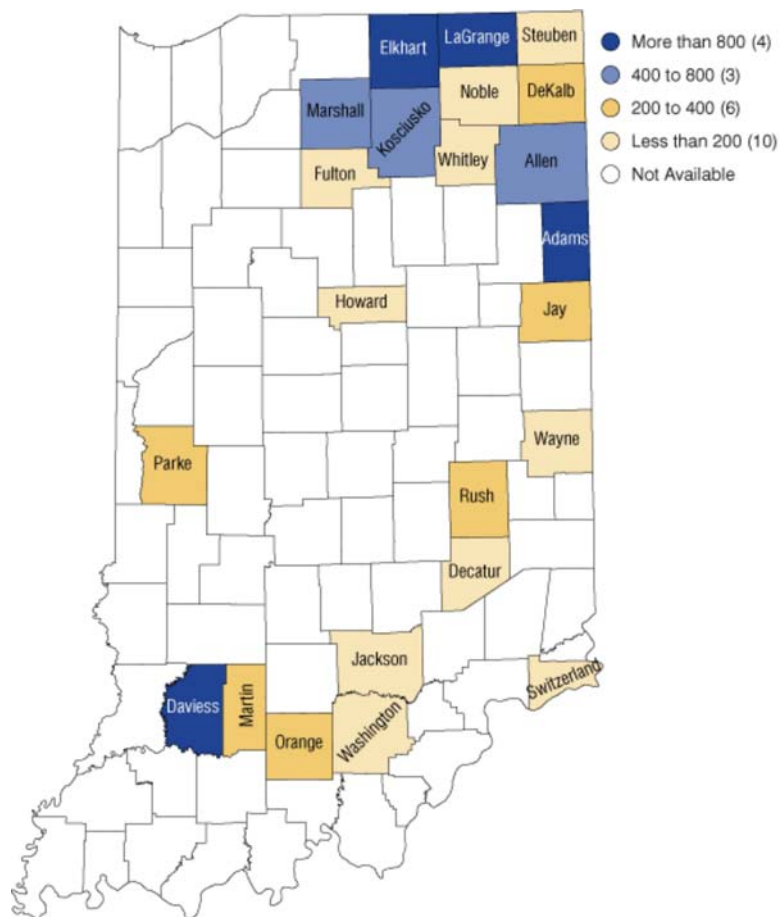 Steuben
LaGrange
Elkhart
More than 800 (4)
400 to 800 (3)
200 to 400 (6)
Less than 200 (10)
Not Available
Noble
DeKalb
Marshall
Kosciusko
Whitley
Allen
Fulton
Adams
Howard
Jay
Wayne
Parke
Rush
Decatur
Jackson
Switzerland
Daviess
Martin
Orange
Washington